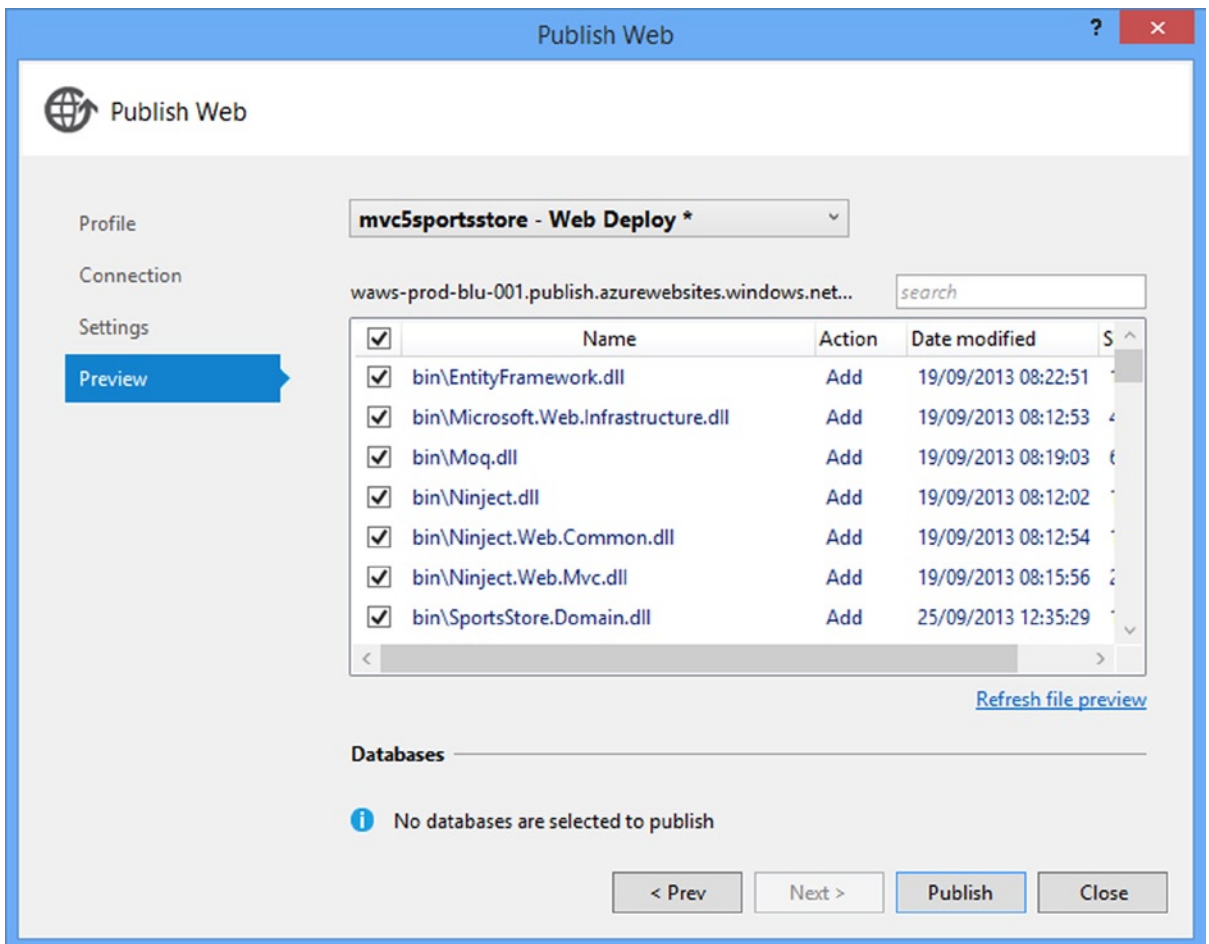 Publish Web
?
Publish Web
Profile
Connection
Settings
Preview
mvc5sportsstore - Web Deploy *
waws-prod-blu-001.publish.azurewebsites.windows.net...
search
Name Action Date modified S
bin\EntityFramework.dll Add 19/09/2013 08:22:51
bin\Microsoft.Web.Infrastructure.dll Add 19/09/2013 08:12:53
bin\Moq.dll Add 19/09/2013 08:19:03
bin\Ninject.dll Add 19/09/2013 08:12:02
bin\Ninject.Web.Common.dll Add 19/09/2013 08:12:54
bin\Ninject.Web.Mvc.dll Add 19/09/2013 08:15:56
bin\SportsStore.Domain.dll Add 25/09/2013 12:35:29
Refresh file preview
Databases
No databases are selected to publish
< Prev Next > Publish Close